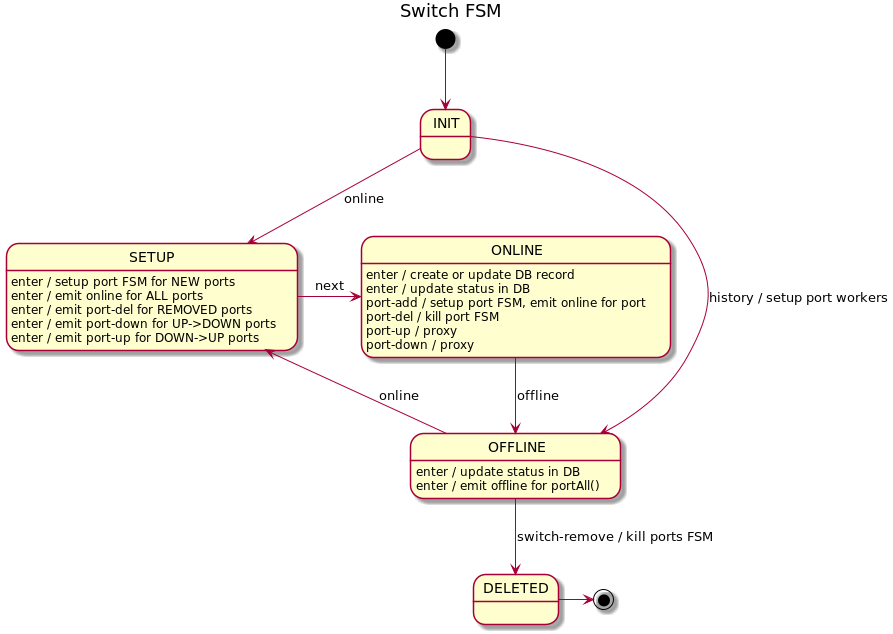 Switch FSM
INIT
online
SETUP
enter / setup port FSM for NEW ports
enter / emit online for ALL ports
enter / emit port-del for REMOVED ports
enter / emit port-down for UP->DOWN ports
enter / emit port-up for DOWN->UP ports
next
ONLINE
enter / create or update DB record
enter / update status in DB
port-add / setup port FSM, emit online for port
port-del / kill port FSM
port-up / proxy
port-down / proxy
history / setup port workers
online
offline
OFFLINE
enter / update status in DB
enter / emit offline for portAll()
switch-remove / kill ports FSM
DELETED